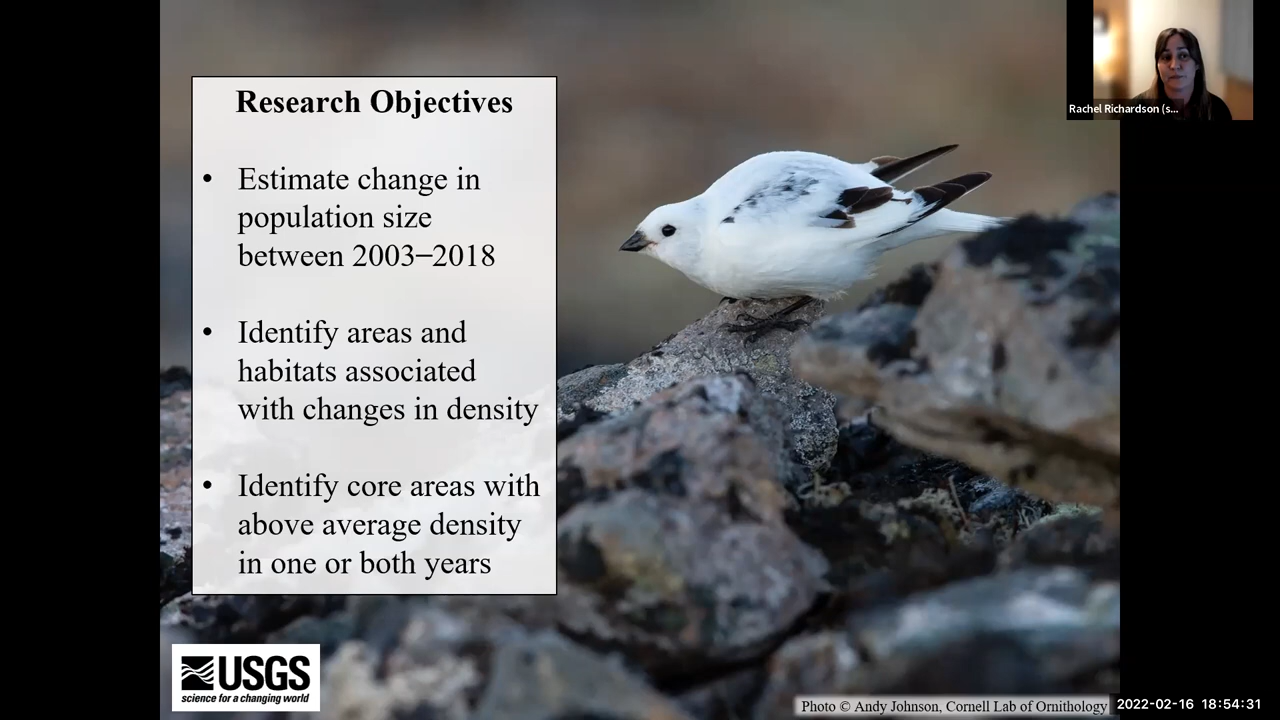 Research Objectives
• Estimate change in
population size
between 2003–2018
• Identify areas and
habitats associated
with changes in density
• Identify core areas with
above average density
in one or both years
USGS
science for a changing world
Photo © Andy Johnson, Cornell Lab of Ornithology
Rachel Richardson (s...
2022-02-16 18:54:31